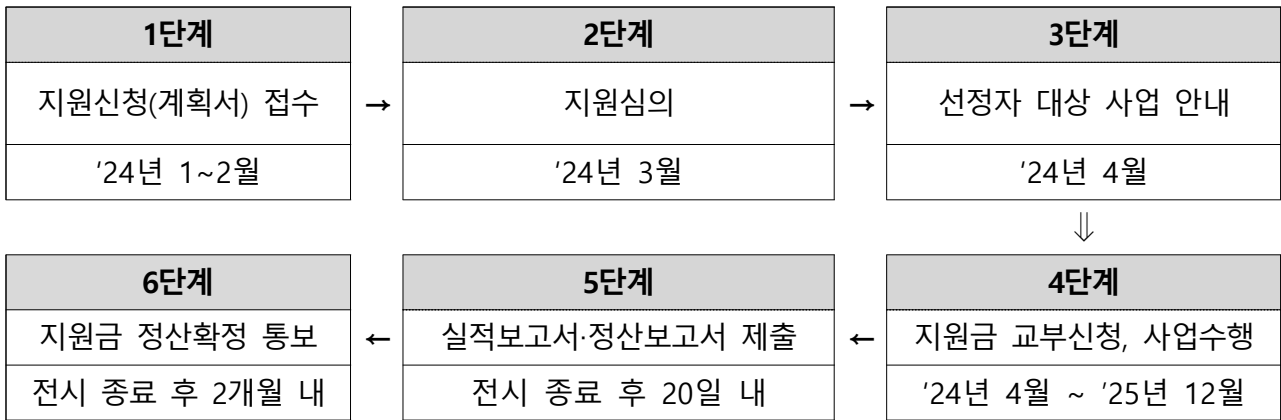 1단계
지원신청(계획서) 접수
'24년 1~2월
→
2단계
지원심의
'24년 3월
→
3단계
선정자 대상 사업 안내
'24년 4월
⇓
4단계
지원금 교부신청, 사업수행
'24년 4월 ~ '25년 12월
←
5단계
실적보고서·정산보고서 제출
전시 종료 후 20일 내
←
6단계
지원금 정산확정 통보
전시 종료 후 2개월 내